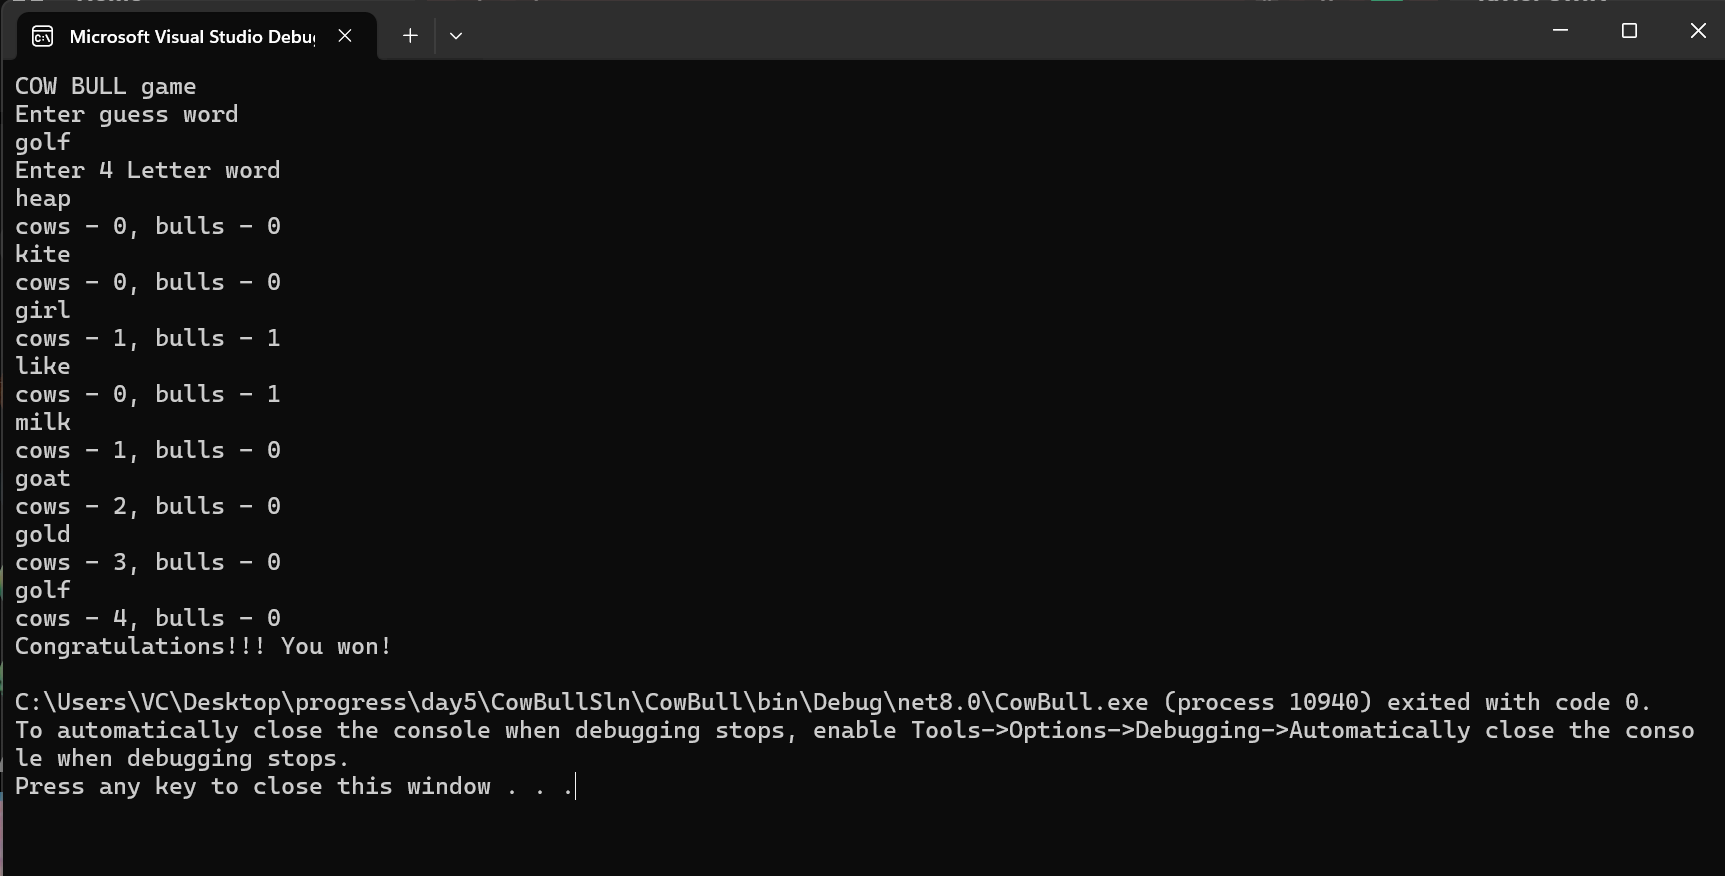 Microsoft Visual Studio Debu
COW BULL game
Enter guess word
golf
Enter 4 Letter word
heap
cows - 0, bulls - 0
kite
cows - 0, bulls - 0
girl
cows - 1, bulls - 1
like
cows - 0, bulls - 1
milk
cows - 1, bulls - 0
goat
cows - 2, bulls - 0
gold
cows - 3, bulls - 0
golf
cows - 4, bulls - 0
Congratulations!!! You won!
C:\Users\VC\Desktop\progress\day5\CowBullSln\CowBull\bin\Debug\net8.0\CowBull.exe (process 10940) exited with code 0.
To automatically close the console when debugging stops, enable Tools->Options->Debugging->Automatically close the conso
le when debugging stops.
Press any key to close this window . . .